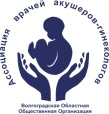 Ассоциация врачей акушеров-гинекологов
Волгоградская Областная
Общественная Организация